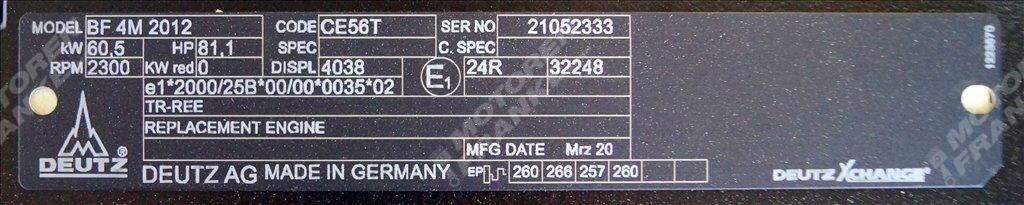 MODEL BF 4M 2012 CODE CE56T SER NO 21052333
kW 60,5 HP 81,1 SPEC C. SPEC
RPM 2300 KW red 0 DISPL 4038 E1 24R 32248
e1*2000/25B*00/00*0035*02
TR-REE
REPLACEMENT ENGINE
MFG DATE Mrz 20
DEUTZ® DEUTZ AG MADE IN GERMANY EP 260 266 257 260 DEUTZ XCHANGE®
MOTOREN
FRANKEN